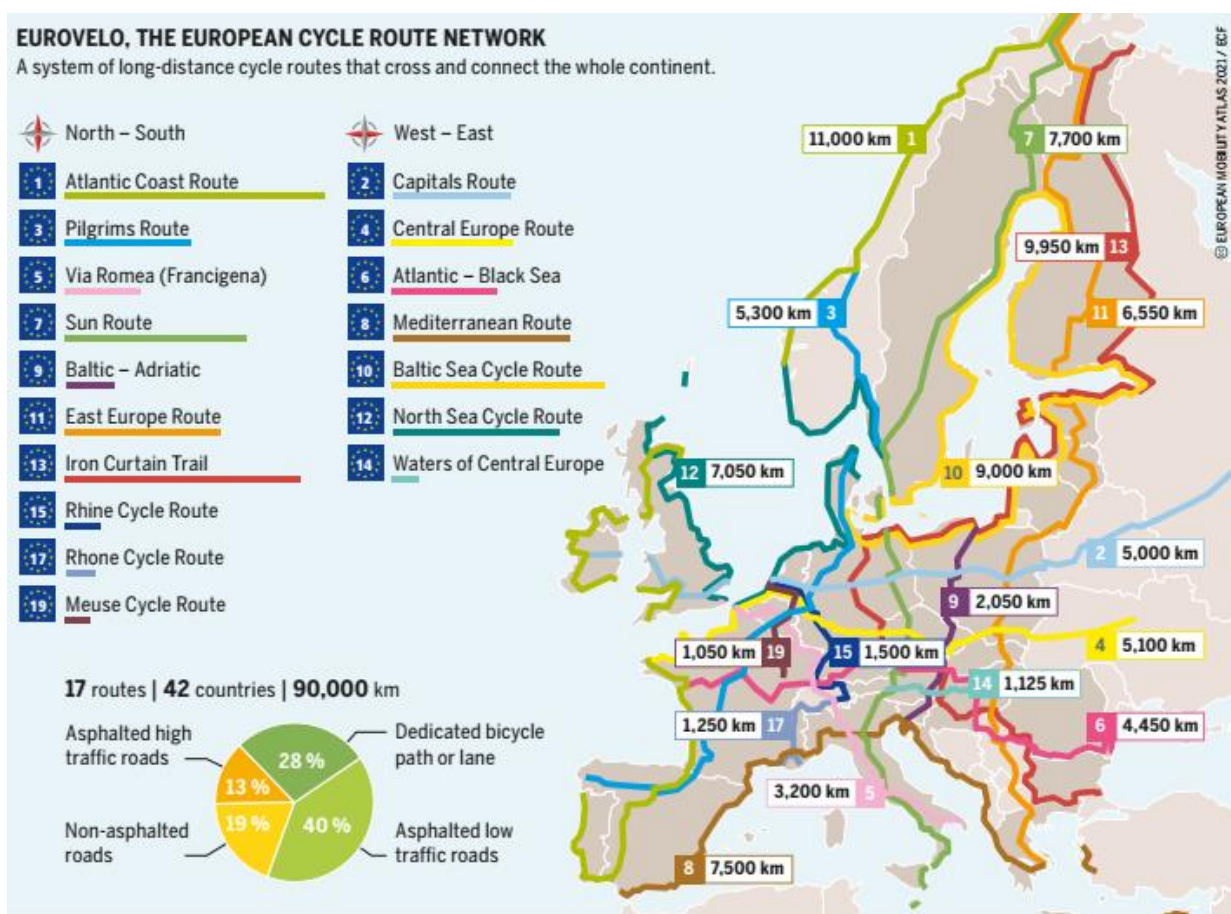 EUROVELO, THE EUROPEAN CYCLE ROUTE NETWORK
A system of long-distance cycle routes that cross and connect the whole continent.
North – South
1 Atlantic Coast Route
3 Pilgrims Route
5 Via Romea (Francigena)
7 Sun Route
9 Baltic – Adriatic
11 East Europe Route
13 Iron Curtain Trail
15 Rhine Cycle Route
17 Rhone Cycle Route
19 Meuse Cycle Route
West – East
2 Capitals Route
4 Central Europe Route
6 Atlantic – Black Sea
8 Mediterranean Route
10 Baltic Sea Cycle Route
12 North Sea Cycle Route
14 Waters of Central Europe
17 routes | 42 countries | 90,000 km
Asphalted high
traffic roads
13 %
28 %
Dedicated bicycle
path or lane
Non-asphalted
roads
19 %
40 %
Asphalted low
traffic roads
11,000 km 1
7 7,700 km
9,950 km 13
5,300 km 3
11 6,550 km
12 7,050 km
10 9,000 km
2 5,000 km
9 2,050 km
1,050 km 19
15 1,500 km
4 5,100 km
14 1,125 km
1,250 km 17
6 4,450 km
3,200 km 5
8 7,500 km
EUROPEAN MOBILITY ATLAS 2021 / ECF